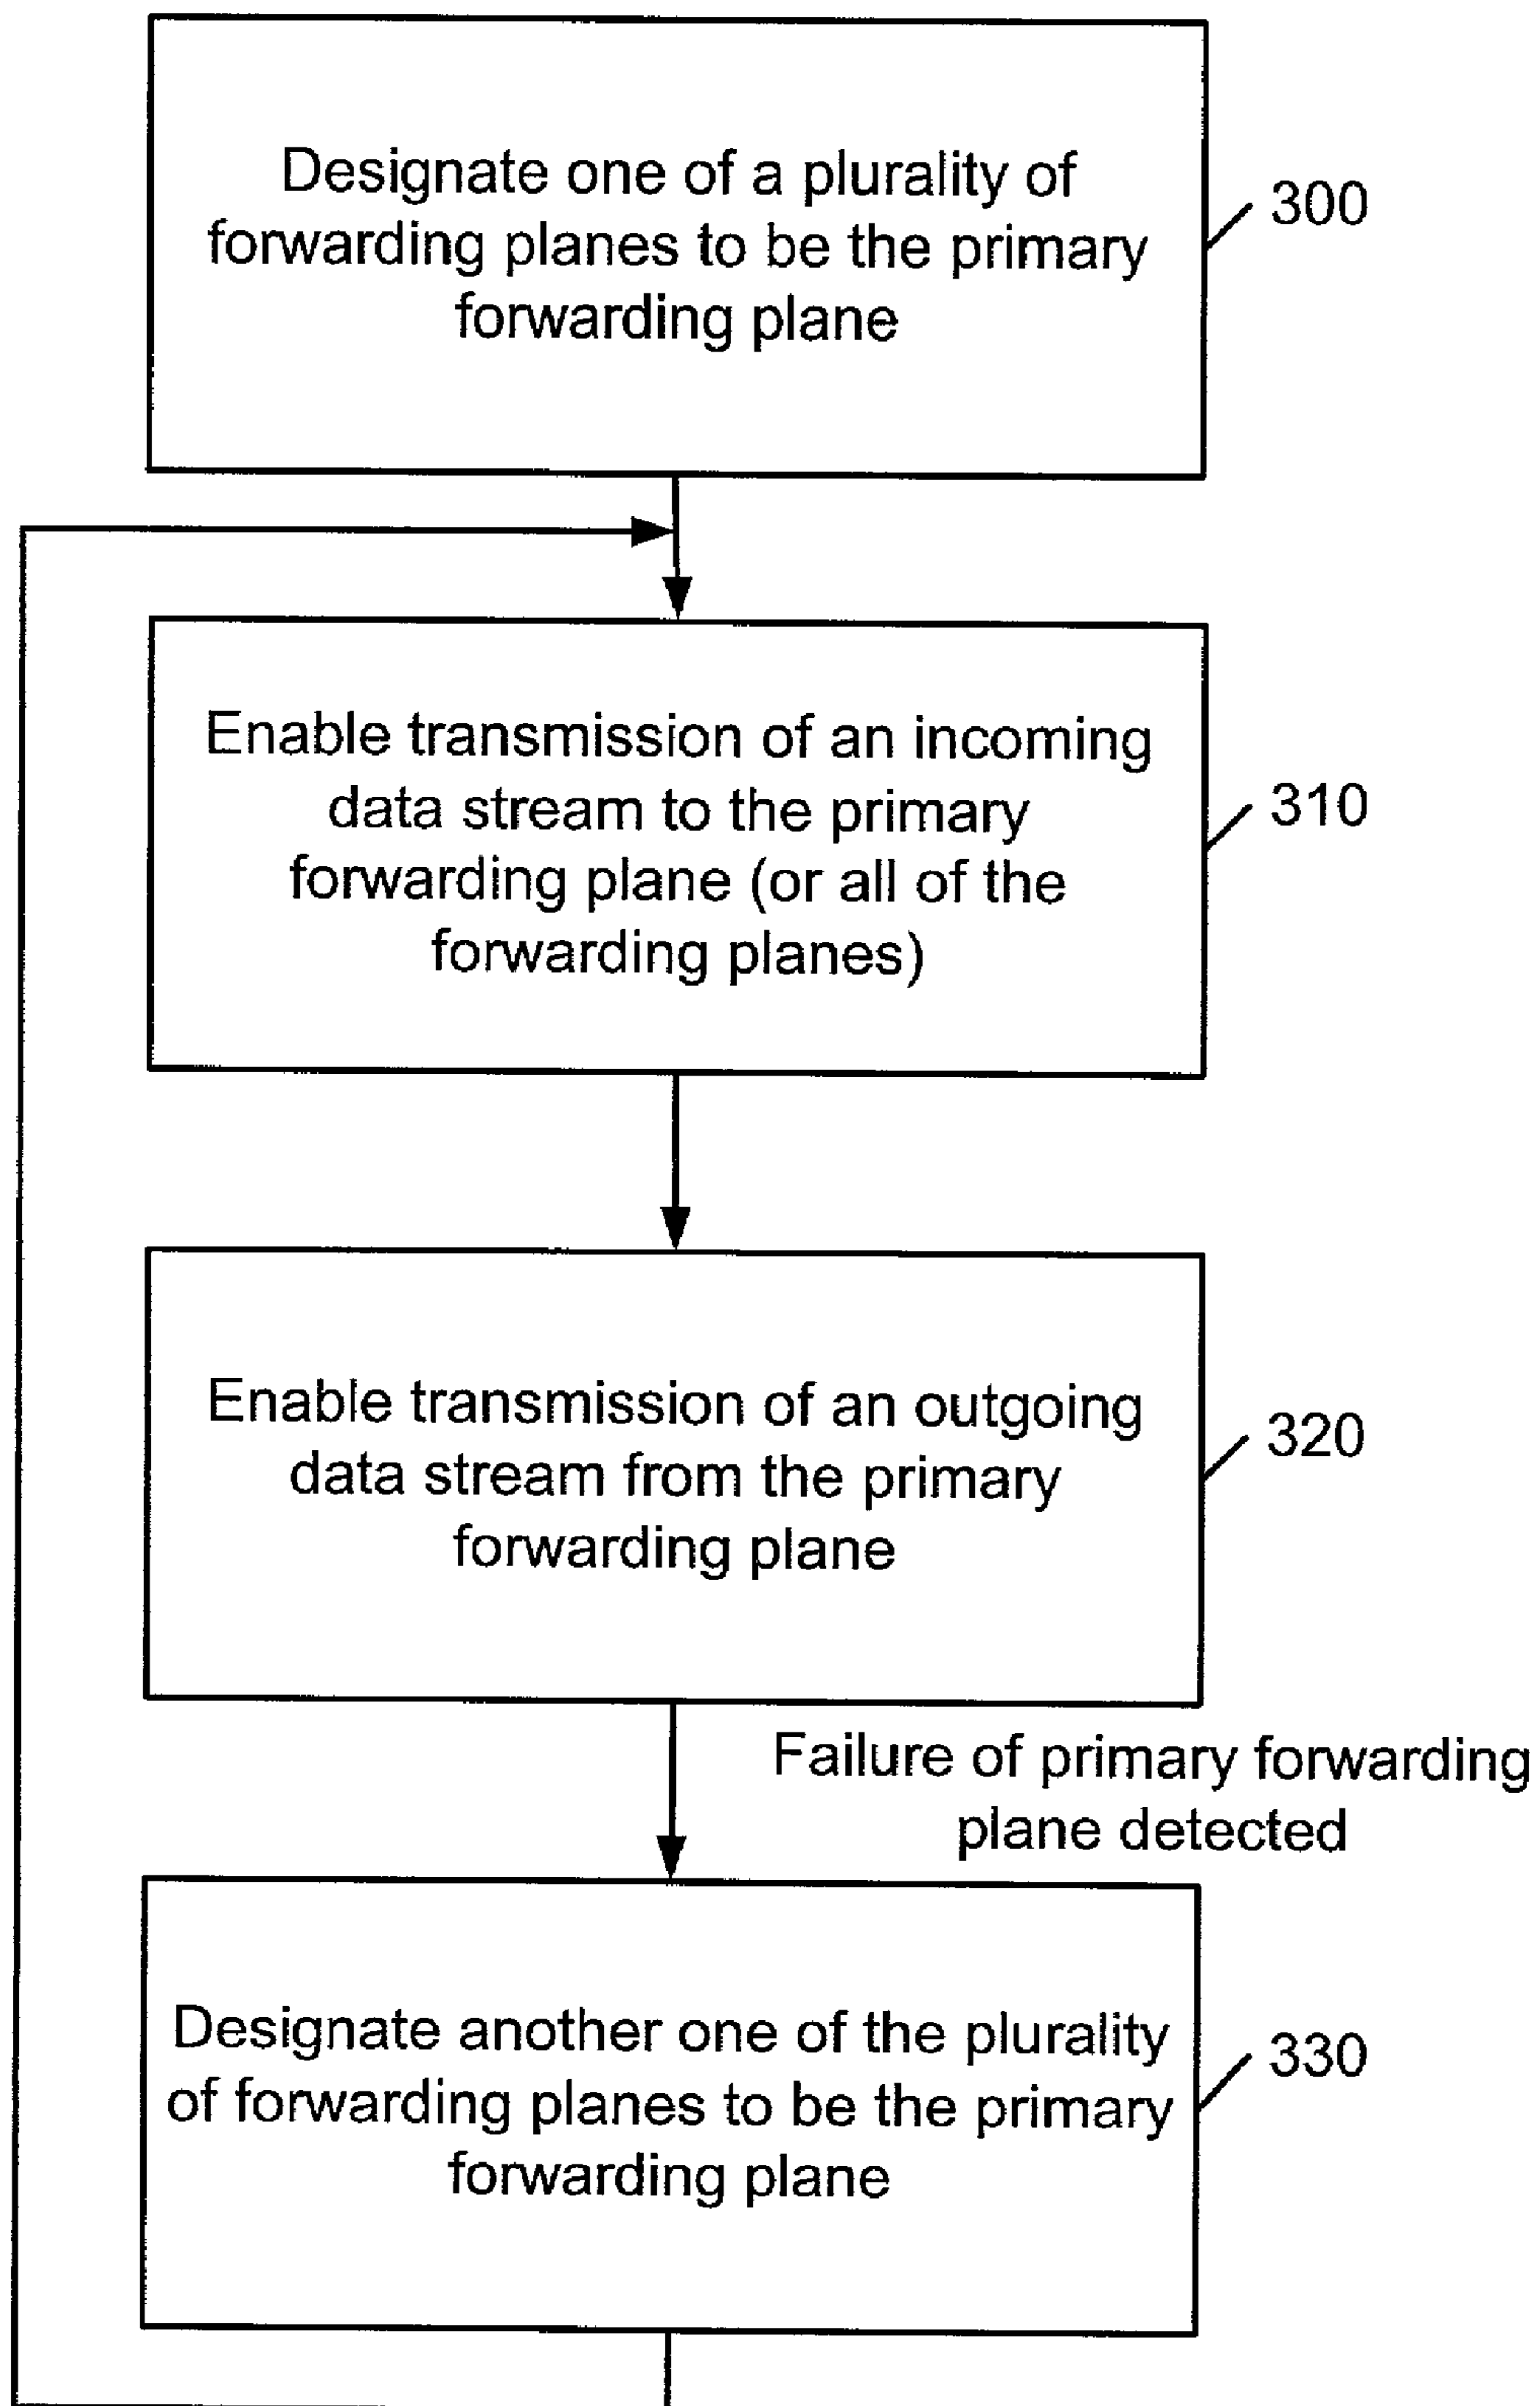 Designate one of a plurality of
forwarding planes to be the primary
forwarding plane
300
Enable transmission of an incoming
data stream to the primary
forwarding plane (or all of the
forwarding planes)
310
Enable transmission of an outgoing
data stream from the primary
forwarding plane
320
Failure of primary forwarding
plane detected
Designate another one of the plurality
of forwarding planes to be the primary
forwarding plane
330